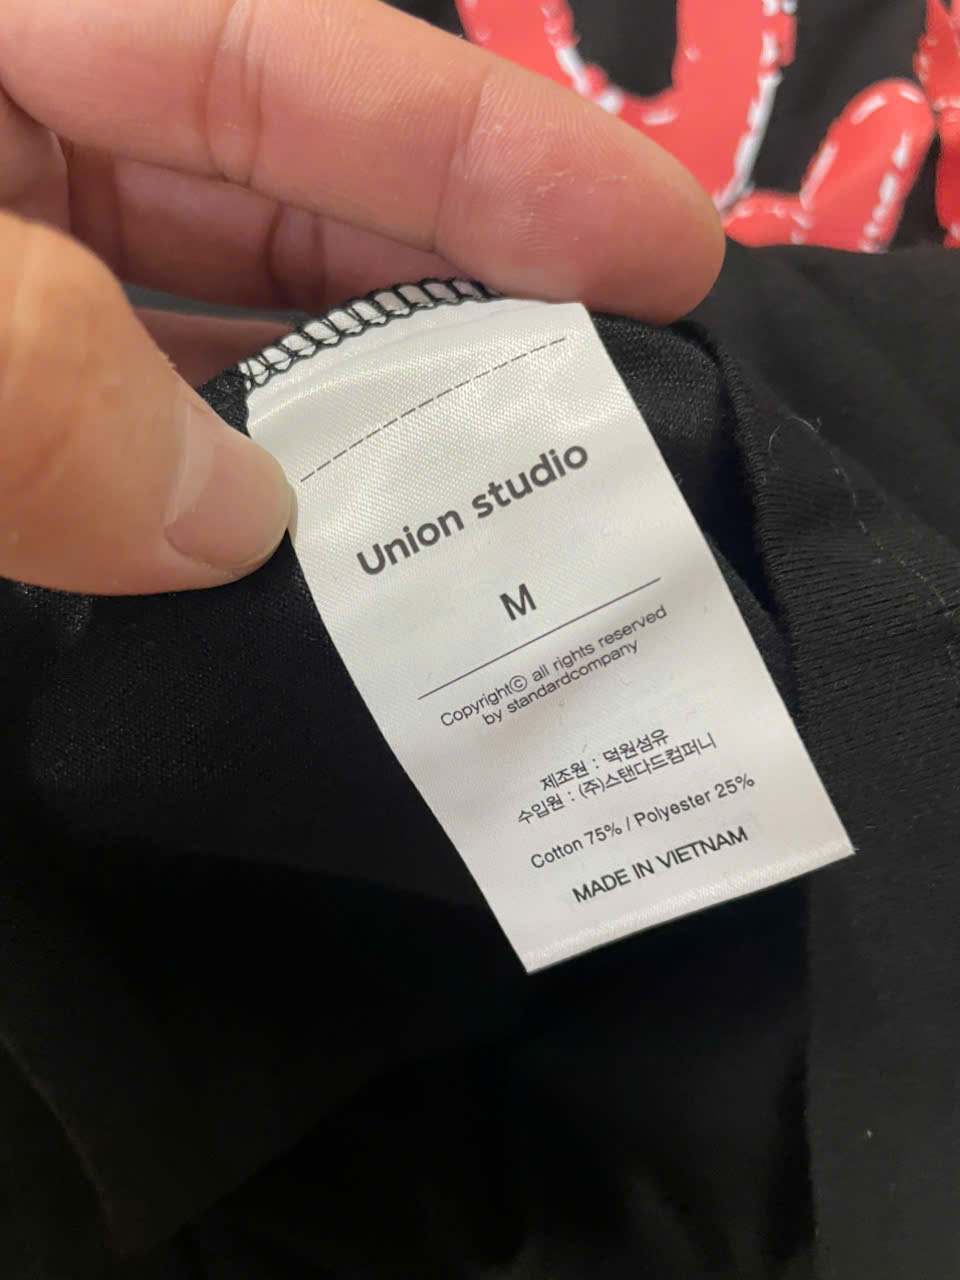 Union studio
M
Copyrightⓒ all rights reserved
by standardcompany
제조원 : 덕원섬유
수입원 : (주)스탠다드컴퍼니
Cotton 75% / Polyester 25%
MADE IN VIETNAM